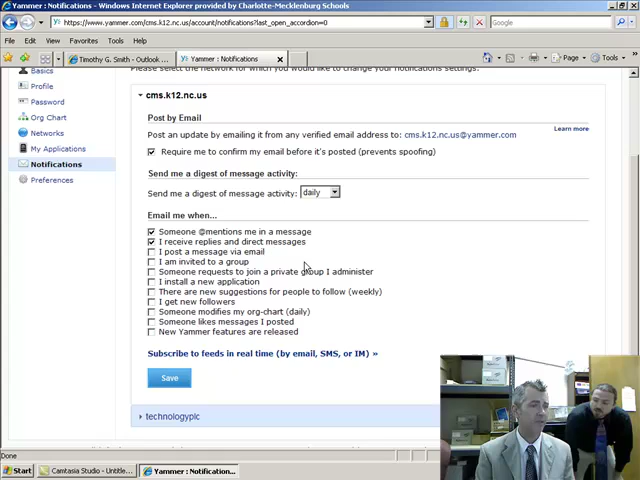 Yammer : Notifications - Windows Internet Explorer provided by Charlotte-Mecklenburg Schools
https://www.yammer.com/cms.k12.nc.us/account/notifications?last_open_accordion=0
Google
File Edit View Favorites Tools Help
Timothy G. Smith - Outlook ...
Yammer : Notifications
Page Tools
Please select the network for which you would like to change your notifications settings.
Basics
Profile
Password
Org Chart
Networks
My Applications
Notifications
Preferences
cms.k12.nc.us
Post by Email
Learn more
Post an update by emailing it from any verified email address to: cms.k12.nc.us@yammer.com
Require me to confirm my email before it's posted (prevents spoofing)
Send me a digest of message activity:
Send me a digest of message activity: daily
Email me when...
Someone @mentions me in a message
I receive replies and direct messages
I post a message via email
I am invited to a group
Someone requests to join a private group I administer
I install a new application
There are new suggestions for people to follow (weekly)
I get new followers
Someone modifies my org-chart (daily)
Someone likes messages I posted
New Yammer features are released
Subscribe to feeds in real time (by email, SMS, or IM) »
Save
technologypic
Done
Start
Camtasia Studio - Untitle...
Yammer : Notification...